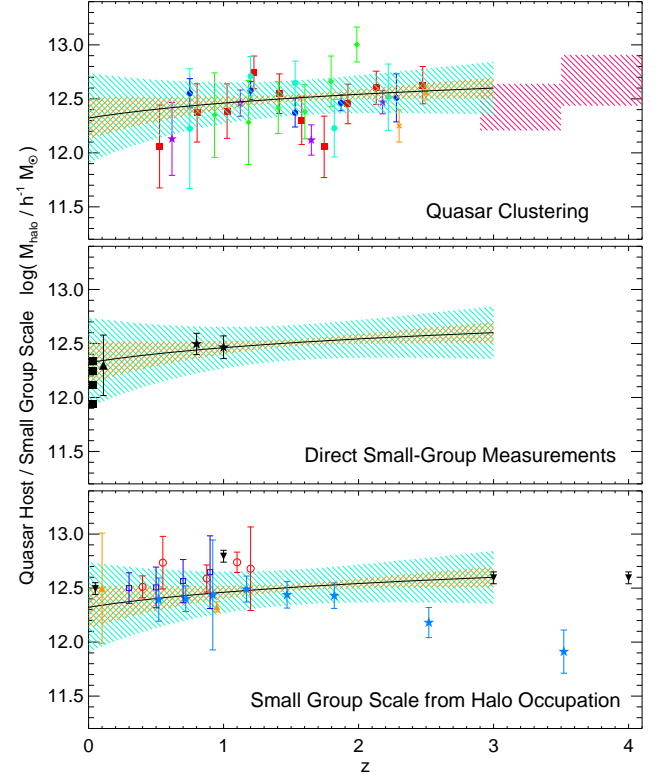 13.0
12.5
12.0
11.5
Quasar Clustering
13.0
12.5
12.0
11.5
Direct Small-Group Measurements
13.0
12.5
12.0
11.5
Small Group Scale from Halo Occupation
0 1 2 3 4
z
Quasar Host / Small Group Scale log( M_halo / h⁻¹ M_⊙ )